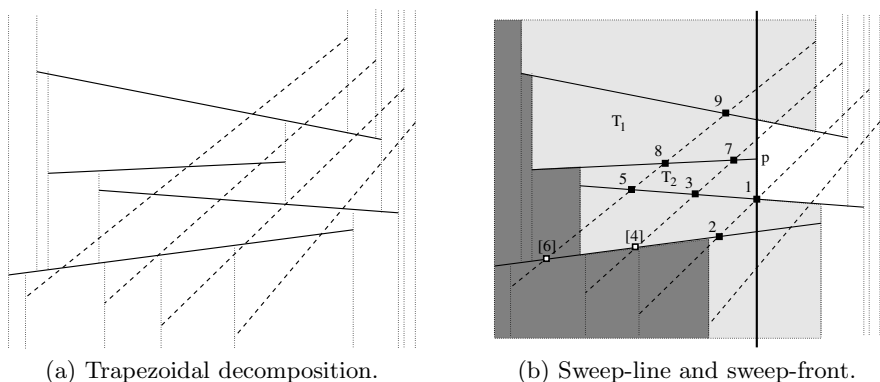 9
T1
8
7
p
T2
5
3
1
2
[4]
[6]
(a) Trapezoidal decomposition.
(b) Sweep-line and sweep-front.